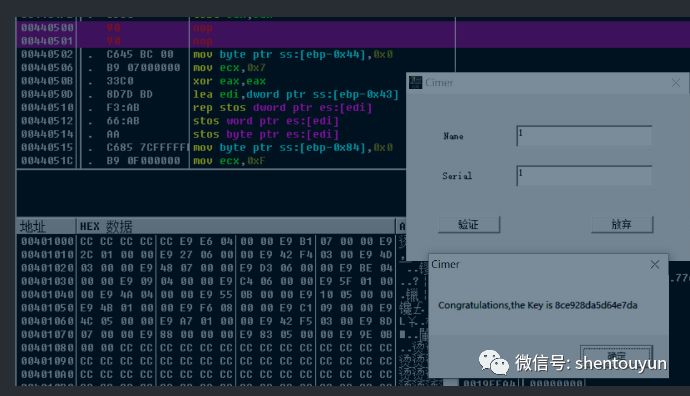 00440500 90 nop
00440501 90 nop
00440502 . C645 BC 00 mov byte ptr ss:[ebp-0x44],0x0
00440506 . B9 07000000 mov ecx,0x7
0044050B . 33C0 xor eax,eax
0044050D . 8D7D BD lea edi,dword ptr ss:[ebp-0x43]
00440510 . F3:AB rep stos dword ptr es:[edi]
00440512 . 66:AB stos word ptr es:[edi]
00440514 . AA stos byte ptr es:[edi]
00440515 . C685 7CFFFFFF mov byte ptr ss:[ebp-0x84],0x0
0044051C . B9 0F000000 mov ecx,0xF
Cimer
Name 1
Serial 1
验证 放弃
地址 HEX 数据
00401000 CC CC CC CC CC E9 E6 04 00 00 E9 B1 07 00 00 E9
00401010 2C 01 00 00 E9 27 06 00 00 E9 42 F4 03 00 E9 4D
00401020 03 00 00 E9 48 07 00 00 E9 D3 06 00 00 E9 BE 04
00401030 00 00 E9 09 04 00 00 E9 C4 06 00 00 E9 5F 01 00
00401040 00 E9 4A 04 00 00 E9 55 0B 00 00 E9 10 05 00 00
00401050 E9 4B 01 00 00 E9 F6 08 00 00 E9 C1 09 00 00 E9
00401060 4C 05 00 00 E9 A7 01 00 00 E9 42 F5 03 00 E9 8D
00401070 07 00 00 E9 88 00 00 00 E9 83 05 00 00 E9 9E 0B
00401080 00 00 CC CC CC CC CC CC CC CC CC CC CC CC CC CC
00401090 CC CC CC CC CC CC CC CC CC CC CC CC CC CC CC CC
004010A0 CC CC CC CC CC CC CC CC CC CC CC CC CC CC CC CC
Cimer
Congratulations,the Key is 8ce928da5d64e7da
确定
微信号: shentouyun
0019FEA4 00000000